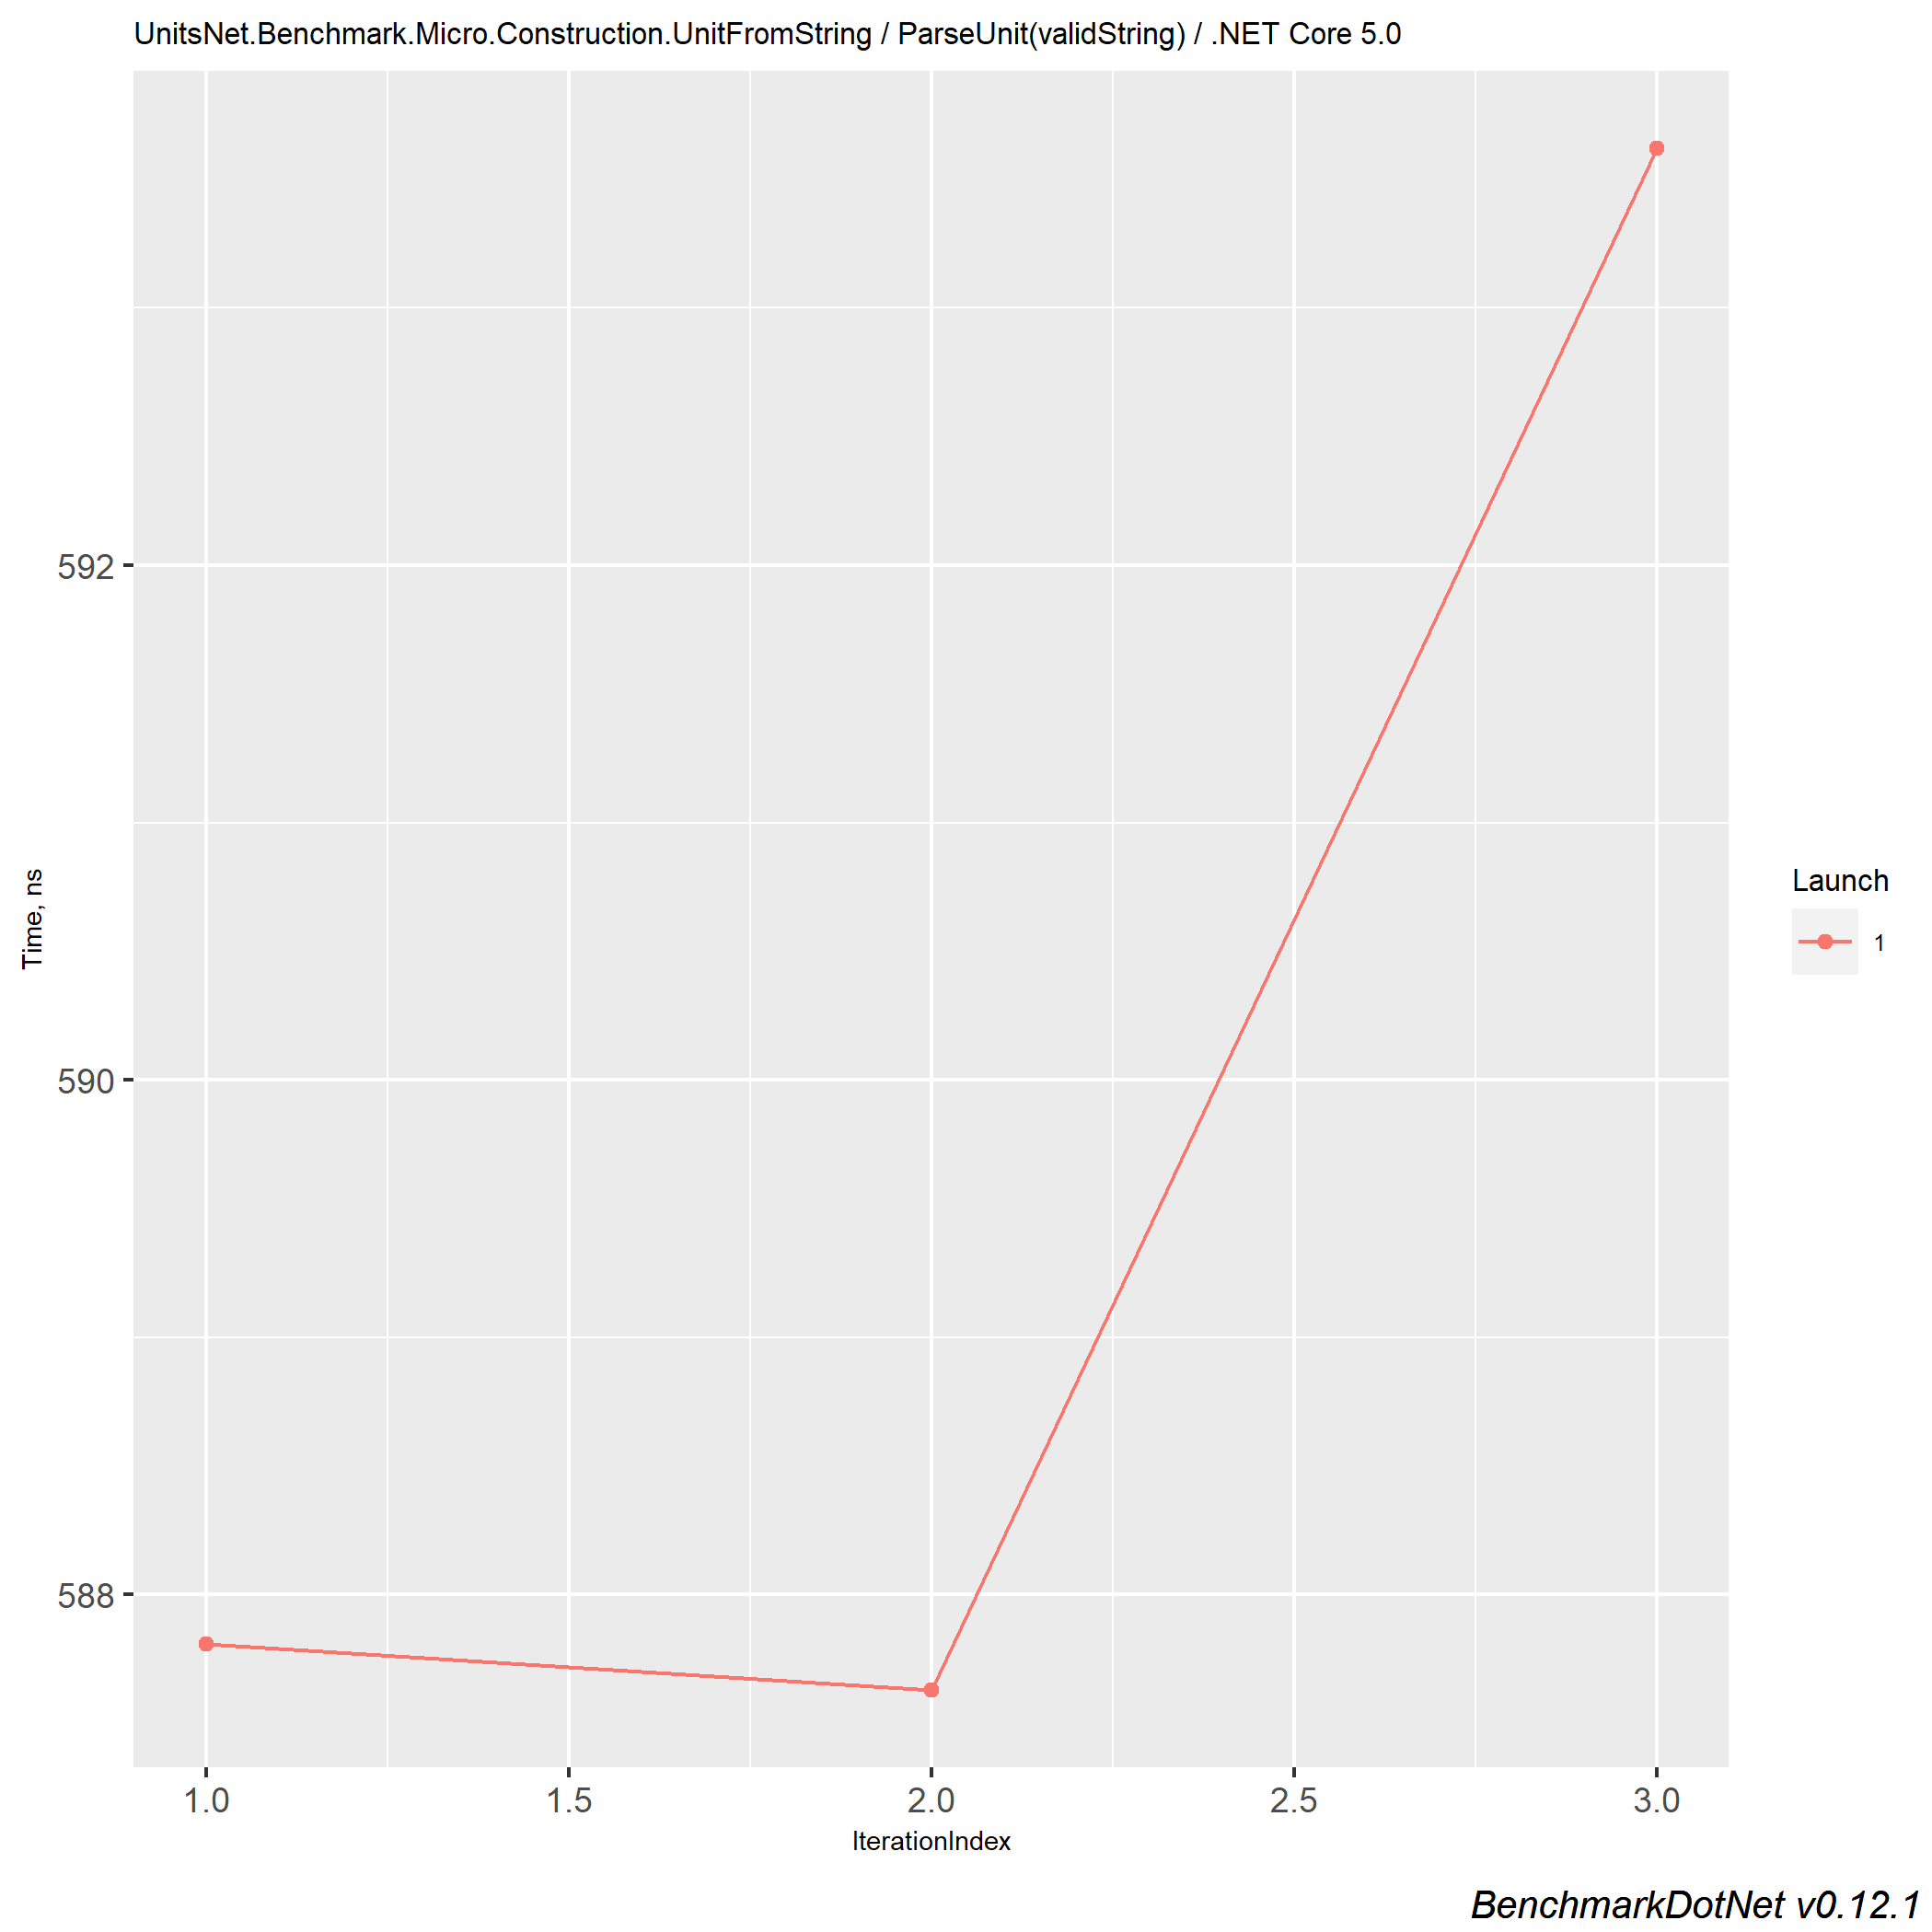 UnitsNet.Benchmark.Micro.Construction.UnitFromString / ParseUnit(validString) / .NET Core 5.0
592
590
588
Time, ns
1.0 1.5 2.0 2.5 3.0
IterationIndex
Launch
1
BenchmarkDotNet v0.12.1